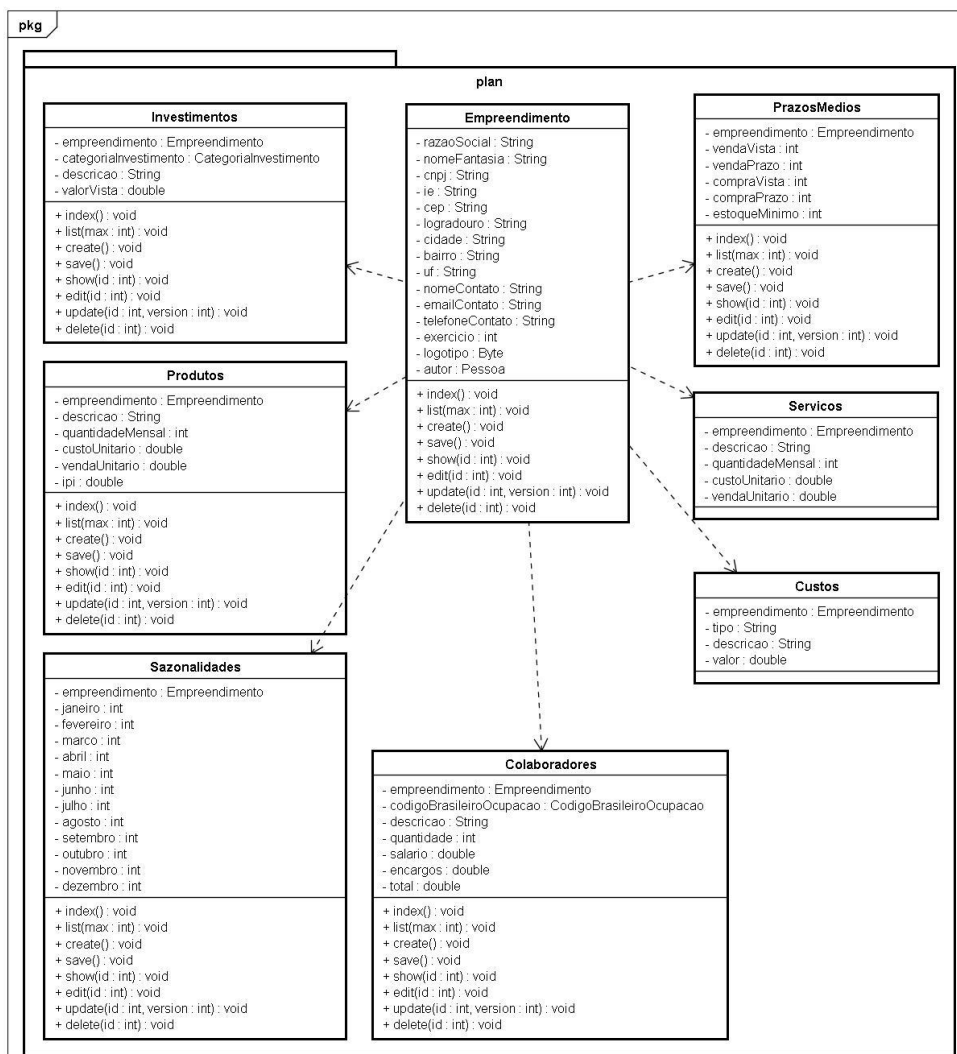 pkg
plan
Investimentos
- empreendimento : Empreendimento
- categoriaInvestimento : CategoriaInvestimento
- descricao : String
- valorVista : double
+ index() : void
+ list(max : int) : void
+ create() : void
+ save() : void
+ show(id : int) : void
+ edit(id : int) : void
+ update(id : int, version : int) : void
+ delete(id : int) : void
Empreendimento
- razaoSocial : String
- nomeFantasia : String
- cnpj : String
- ie : String
- cep : String
- logradouro : String
- cidade : String
- bairro : String
- uf : String
- nomeContato : String
- emailContato : String
- telefoneContato : String
- exercicio : int
- logotipo : Byte
- autor : Pessoa
+ index() : void
+ list(max : int) : void
+ create() : void
+ save() : void
+ show(id : int) : void
+ edit(id : int) : void
+ update(id : int, version : int) : void
+ delete(id : int) : void
PrazosMedios
- empreendimento : Empreendimento
- vendaVista : int
- vendaPrazo : int
- compraVista : int
- compraPrazo : int
- estoqueMinimo : int
+ index() : void
+ list(max : int) : void
+ create() : void
+ save() : void
+ show(id : int) : void
+ edit(id : int) : void
+ update(id : int, version : int) : void
+ delete(id : int) : void
Produtos
- empreendimento : Empreendimento
- descricao : String
- quantidadeMensal : int
- custoUnitario : double
- vendaUnitario : double
- ipi : double
+ index() : void
+ list(max : int) : void
+ create() : void
+ save() : void
+ show(id : int) : void
+ edit(id : int) : void
+ update(id : int, version : int) : void
+ delete(id : int) : void
Servicos
- empreendimento : Empreendimento
- descricao : String
- quantidadeMensal : int
- custoUnitario : double
- vendaUnitario : double
Custos
- empreendimento : Empreendimento
- tipo : String
- descricao : String
- valor : double
Sazonalidades
- empreendimento : Empreendimento
- janeiro : int
- fevereiro : int
- marco : int
- abril : int
- maio : int
- junho : int
- julho : int
- agosto : int
- setembro : int
- outubro : int
- novembro : int
- dezembro : int
+ index() : void
+ list(max : int) : void
+ create() : void
+ save() : void
+ show(id : int) : void
+ edit(id : int) : void
+ update(id : int, version : int) : void
+ delete(id : int) : void
Colaboradores
- empreendimento : Empreendimento
- codigoBrasileiroOcupacao : CodigoBrasileiroOcupacao
- descricao : String
- quantidade : int
- salario : double
- encargos : double
- total : double
+ index() : void
+ list(max : int) : void
+ create() : void
+ save() : void
+ show(id : int) : void
+ edit(id : int) : void
+ update(id : int, version : int) : void
+ delete(id : int) : void